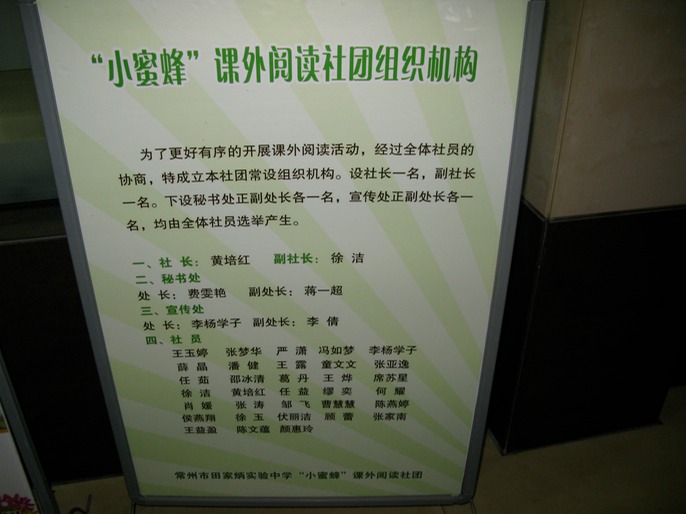 “小蜜蜂”课外阅读社团组织机构
为了更好有序的开展课外阅读活动，经过全体社员的
协商，特成立本社团常设组织机构。设社长一名，副社长
一名。下设秘书处正副处长各一名，宣传处正副处长各一
名，均由全体社员选举产生。
一、社 长：黄培红 副社长：徐 洁
二、秘书处
处 长：费雯艳 副处长：蒋一超
三、宣传处
处 长：李杨学子 副处长：李 倩
四、社 员
王玉婷 张梦华 严 潇 冯如梦 李杨学子
薛 晶 潘 健 王 露 童文文 张亚逸
任 茹 邵冰清 葛 丹 王 烨 席苏星
徐 洁 黄培红 任 益 缪 奕 何 耀
肖 媛 张 涛 邹 飞 曹慧慧 陈燕婷
侯燕翔 徐 玉 伏丽洁 顾 蕾 张家南
王益盈 陈文蕴 颜惠玲
常州市田家炳实验中学“小蜜蜂”课外阅读社团